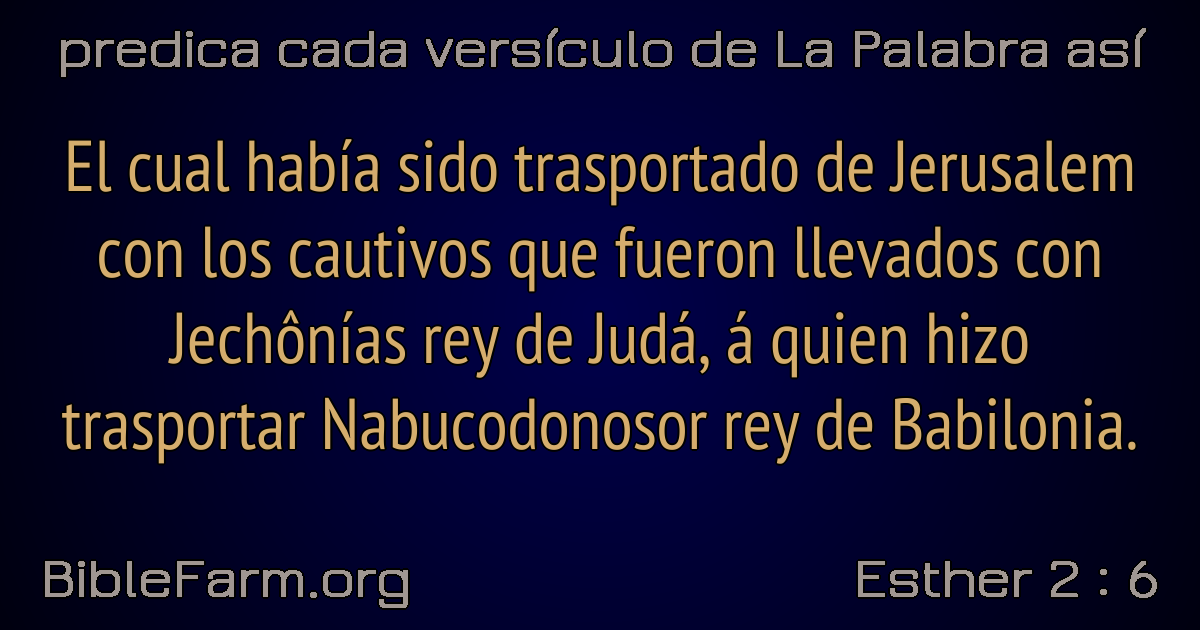 predica cada versículo de La Palabra así
El cual había sido trasportado de Jerusalem
con los cautivos que fueron llevados con
Jechônías rey de Judá, á quien hizo
trasportar Nabucodonosor rey de Babilonia.
BibleFarm.org
Esther 2 : 6